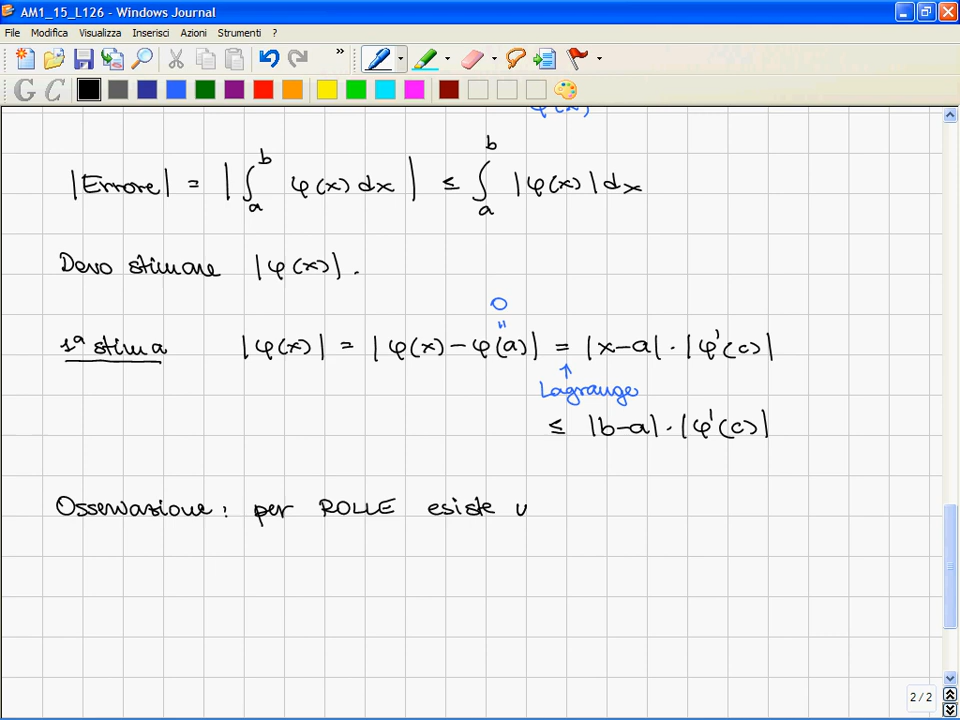 AM1_15_L126 - Windows Journal
File Modifica Visualizza Inserisci Azioni Strumenti ?
G C
φ(x)
|Errore| = |∫_a^b φ(x) dx| ≤ ∫_a^b |φ(x)| dx
Devo stimare |φ(x)|.
0
"
1ª stima |φ(x)| = |φ(x) - φ(a)| = |x-a| · |φ'(c)|
↑
Lagrange
≤ |b-a| · |φ'(c)|
Osservazione: per ROLLE esiste
2 / 2